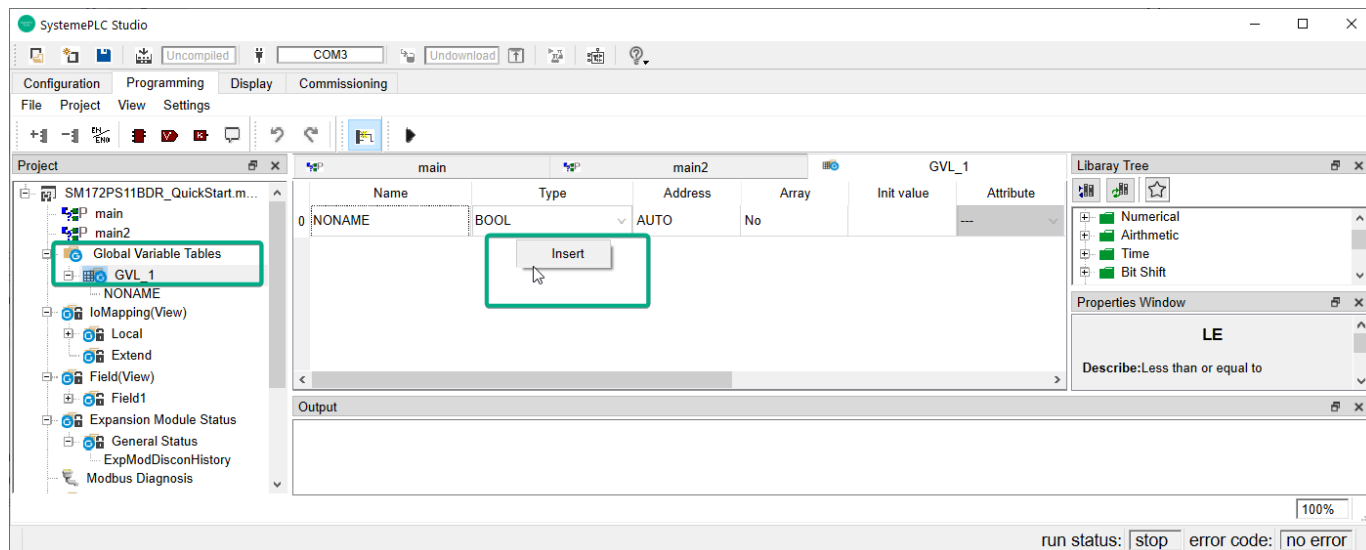 SystemePLC Studio
Uncompiled COM3 Undownload
Configuration Programming Display Commissioning
File Project View Settings
EN/ENO
Project
SM172PS11BDR_QuickStart.m...
P main
P main2
Global Variable Tables
GVL_1
NONAME
IoMapping(View)
Local
Extend
Field(View)
Field1
Expansion Module Status
General Status
ExpModDisconHistory
Modbus Diagnosis
main main2 GVL_1
Name Type Address Array Init value Attribute
0 NONAME BOOL AUTO No ---
Insert
Output
Libaray Tree
Numerical
Airthmetic
Time
Bit Shift
Properties Window
LE
Describe:Less than or equal to
100%
run status: stop error code: no error